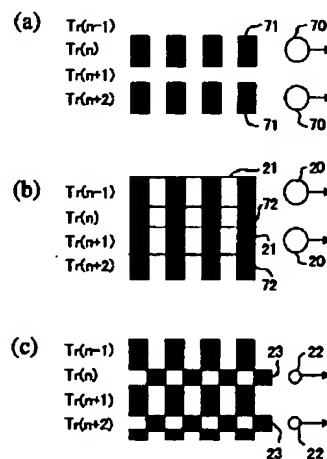 (a)
Tr(n-1) 71 70
Tr(n)
Tr(n+1)
Tr(n+2)
71 70
(b)
21 20
Tr(n-1)
72
Tr(n)
Tr(n+1) 21
Tr(n+2) 20
72
(c)
Tr(n-1) 23 22
Tr(n)
Tr(n+1)
Tr(n+2)
23 22